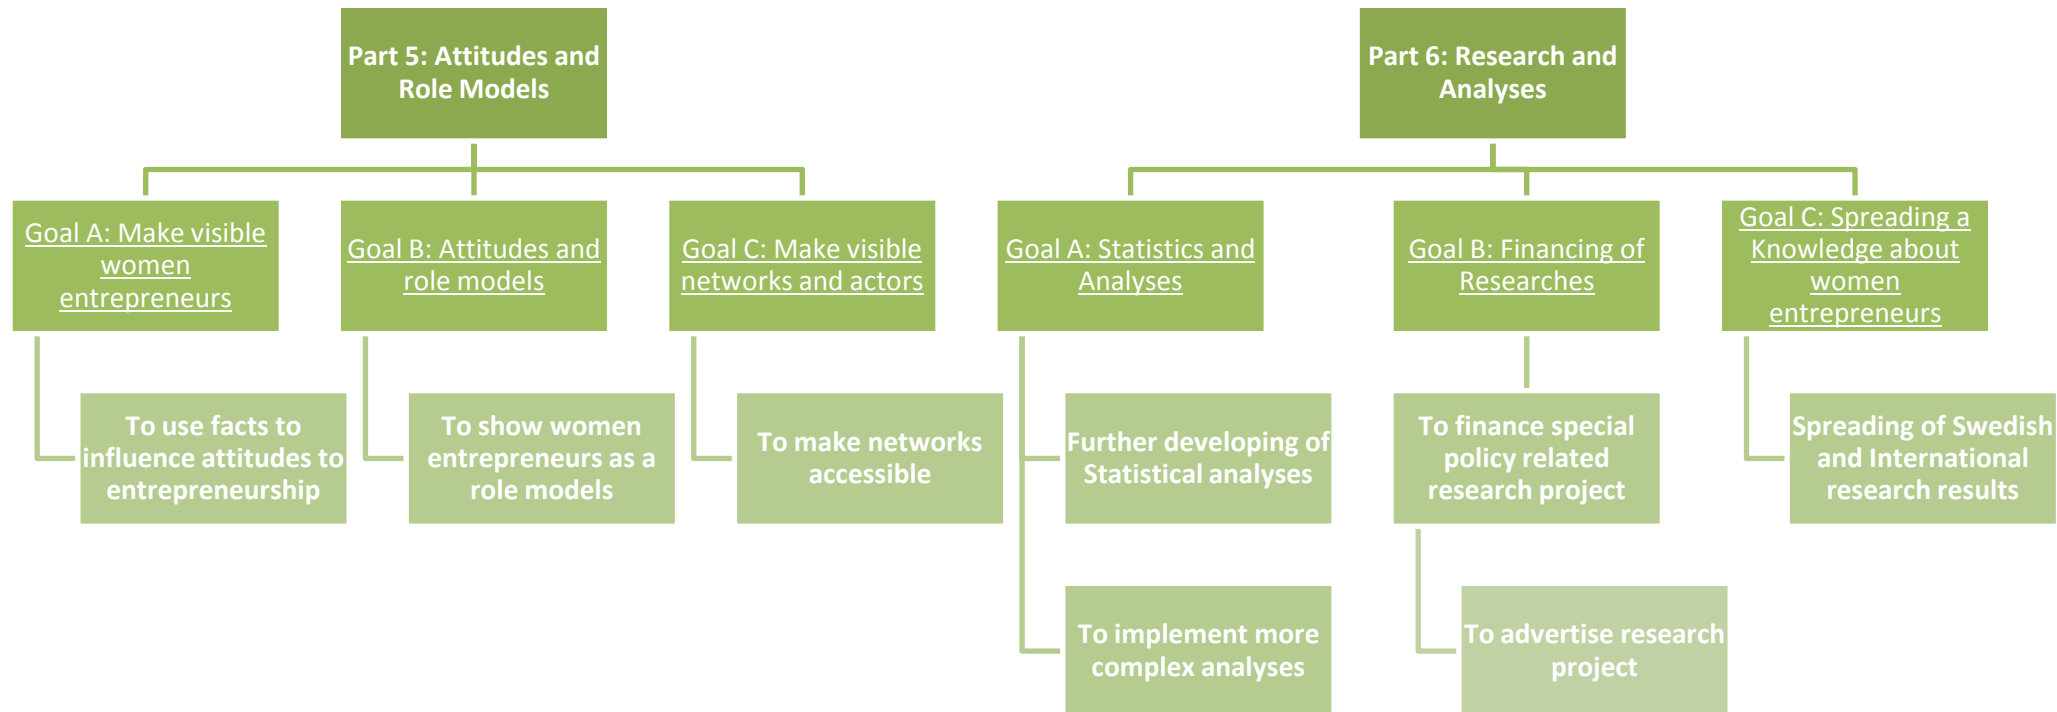 Part 5: Attitudes and
Role Models
Part 6: Research and
Analyses
Goal A: Make visible
women
entrepreneurs
Goal B: Attitudes and
role models
Goal C: Make visible
networks and actors
Goal A: Statistics and
Analyses
Goal B: Financing of
Researches
Goal C: Spreading a
Knowledge about
women
entrepreneurs
To use facts to
influence attitudes to
entrepreneurship
To show women
entrepreneurs as a
role models
To make networks
accessible
Further developing of
Statistical analyses
To finance special
policy related
research project
Spreading of Swedish
and International
research results
To implement more
complex analyses
To advertise research
project